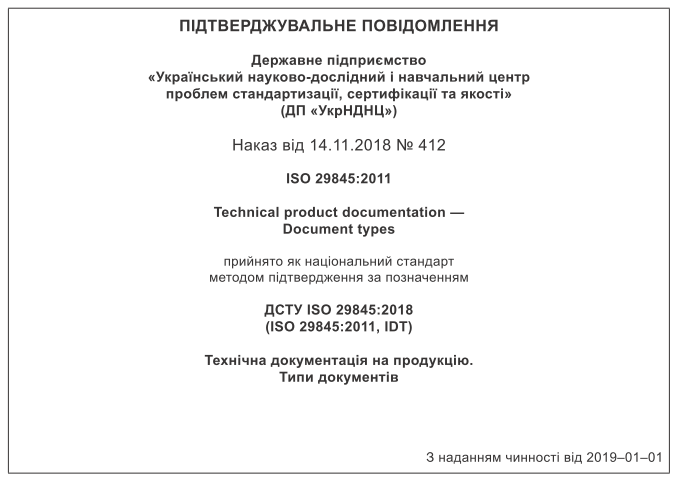 ПІДТВЕРДЖУВАЛЬНЕ ПОВІДОМЛЕННЯ
Державне підприємство
«Український науково-дослідний і навчальний центр
проблем стандартизації, сертифікації та якості»
(ДП «УкрНДНЦ»)
Наказ від 14.11.2018 № 412
ISO 29845:2011
Technical product documentation —
Document types
прийнято як національний стандарт
методом підтвердження за позначенням
ДСТУ ISO 29845:2018
(ISO 29845:2011, IDT)
Технічна документація на продукцію.
Типи документів
З наданням чинності від 2019–01–01